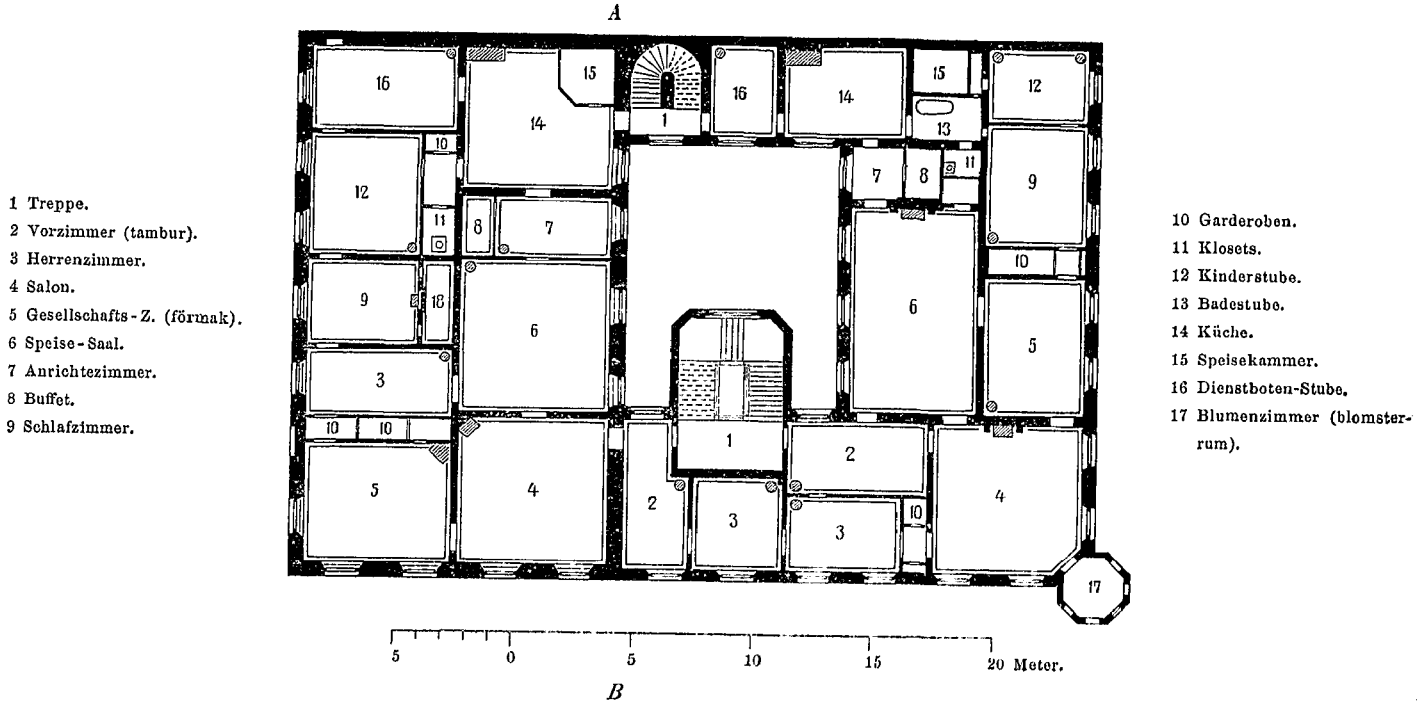 A
16
14
15
1
16
14
15
12
13
10
12
11
7
8
11
9
8
7
10
9
18
6
6
5
3
10
10
1
2
5
4
2
3
3
10
4
17
1 Treppe.
2 Vorzimmer (tambur).
3 Herrenzimmer.
4 Salon.
5 Gesellschafts-Z. (förmak).
6 Speise-Saal.
7 Anrichtezimmer.
8 Buffet.
9 Schlafzimmer.
10 Garderoben.
11 Klosets.
12 Kinderstube.
13 Badestube.
14 Küche.
15 Speisekammer.
16 Dienstboten-Stube.
17 Blumenzimmer (blomster-
rum).
5 0 5 10 15 20 Meter.
B